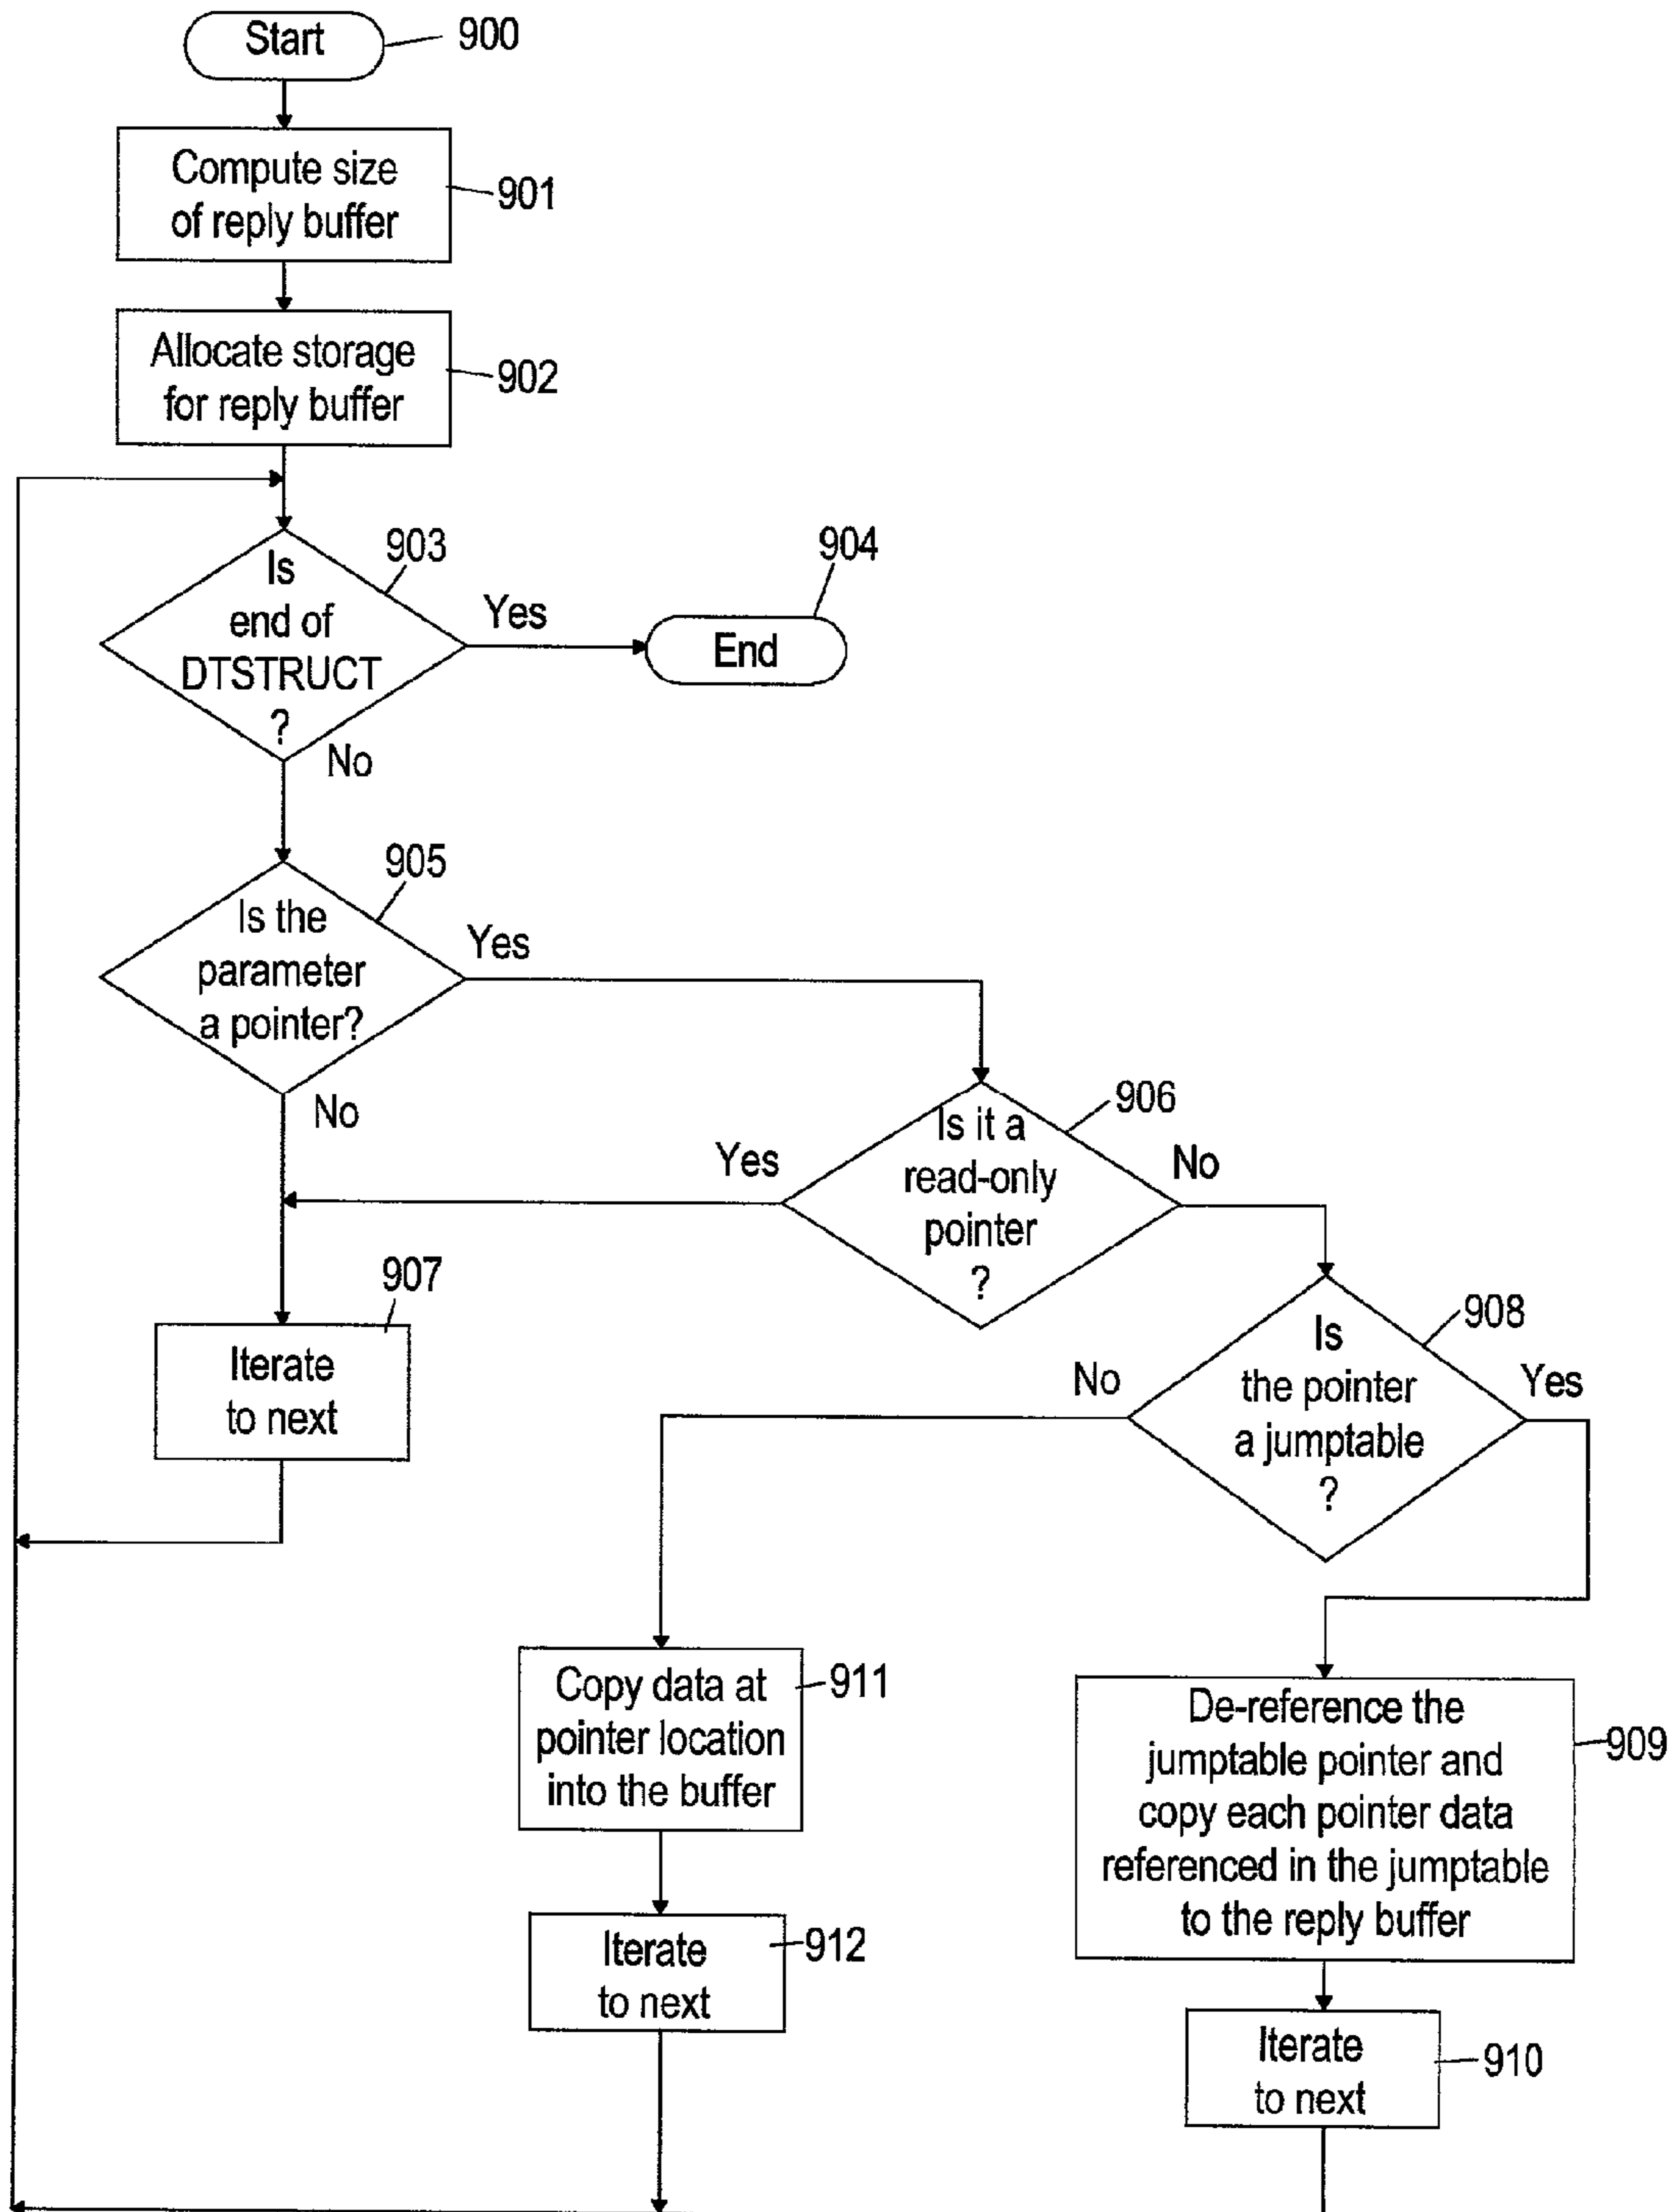 Start
900
Compute size
of reply buffer
901
Allocate storage
for reply buffer
902
903
Is
end of
DTSTRUCT
?
Yes
904
End
No
905
Is the
parameter
a pointer?
Yes
No
906
Is it a
read-only
pointer
?
Yes
No
907
Iterate
to next
908
Is
the pointer
a jumptable
?
No
Yes
Copy data at
pointer location
into the buffer
911
De-reference the
jumptable pointer and
copy each pointer data
referenced in the jumptable
to the reply buffer
909
Iterate
to next
912
Iterate
to next
910